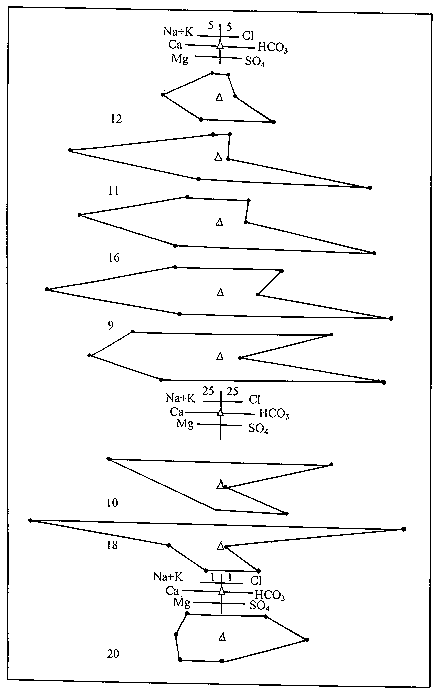 5 5
Na+K Cl
Ca HCO₃
Mg SO₄
12
11
16
9
25 25
Na+K Cl
Ca HCO₃
Mg SO₄
10
18
1 1
Na+K Cl
Ca HCO₃
Mg SO₄
20